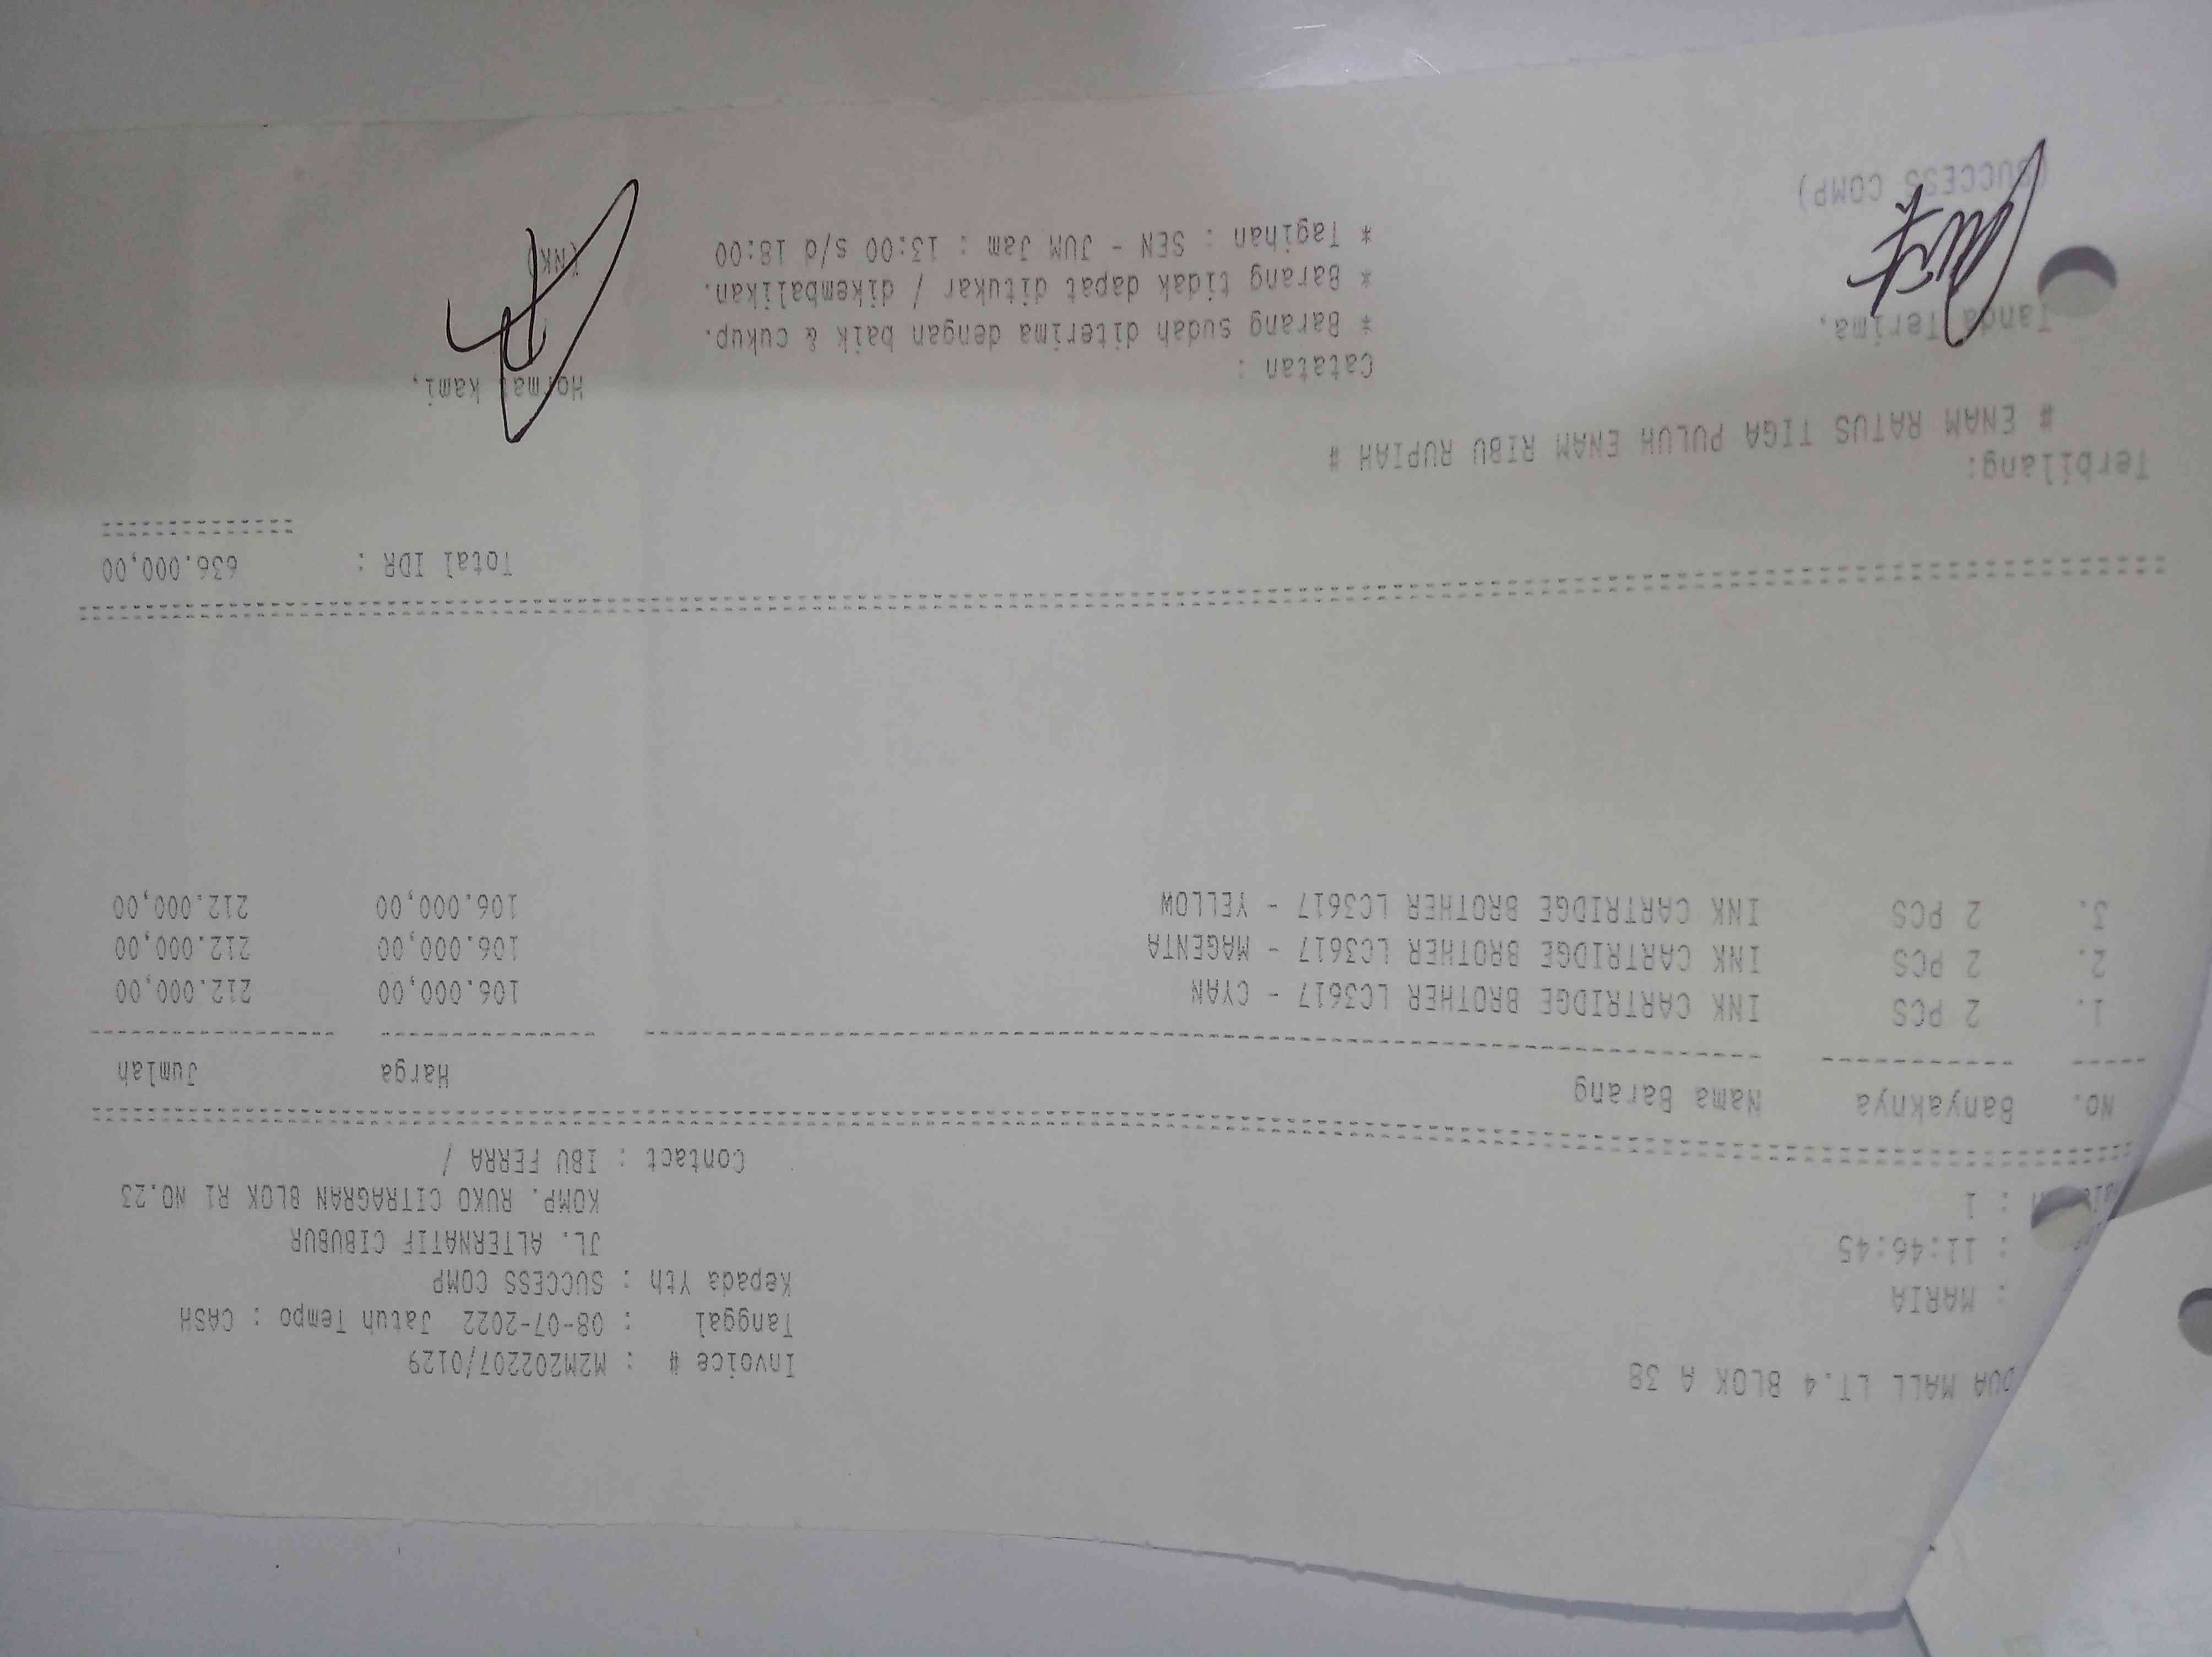 DUA MALL LT.4 BLOK A 38
Invoice # : M2M202207/0129
Tanggal : 08-07-2022 Jatuh Tempo : CASH
: MARIA
Kepada Yth : SUCCESS COMP
: 11:46:45
JL. ALTERNATIF CIBUBUR
: 1
KOMP. RUKO CITRAGRAN BLOK R1 NO.23
Contact : IBU FERRA /
No. Banyaknya Nama Barang Harga Jumlah
1. 2 PCS INK CARTRIDGE BROTHER LC3617 - CYAN 106.000,00 212.000,00
2. 2 PCS INK CARTRIDGE BROTHER LC3617 - MAGENTA 106.000,00 212.000,00
3. 2 PCS INK CARTRIDGE BROTHER LC3617 - YELLOW 106.000,00 212.000,00
Total IDR : 636.000,00
Terbilang:
# ENAM RATUS TIGA PULUH ENAM RIBU RUPIAH #
Catatan :
Hormat kami,
Tanda Terima,
* Barang sudah diterima dengan baik & cukup.
* Barang tidak dapat ditukar / dikembalikan.
* Tagihan : SEN - JUM Jam : 13:00 s/d 18:00
(NK)
(SUCCESS COMP)